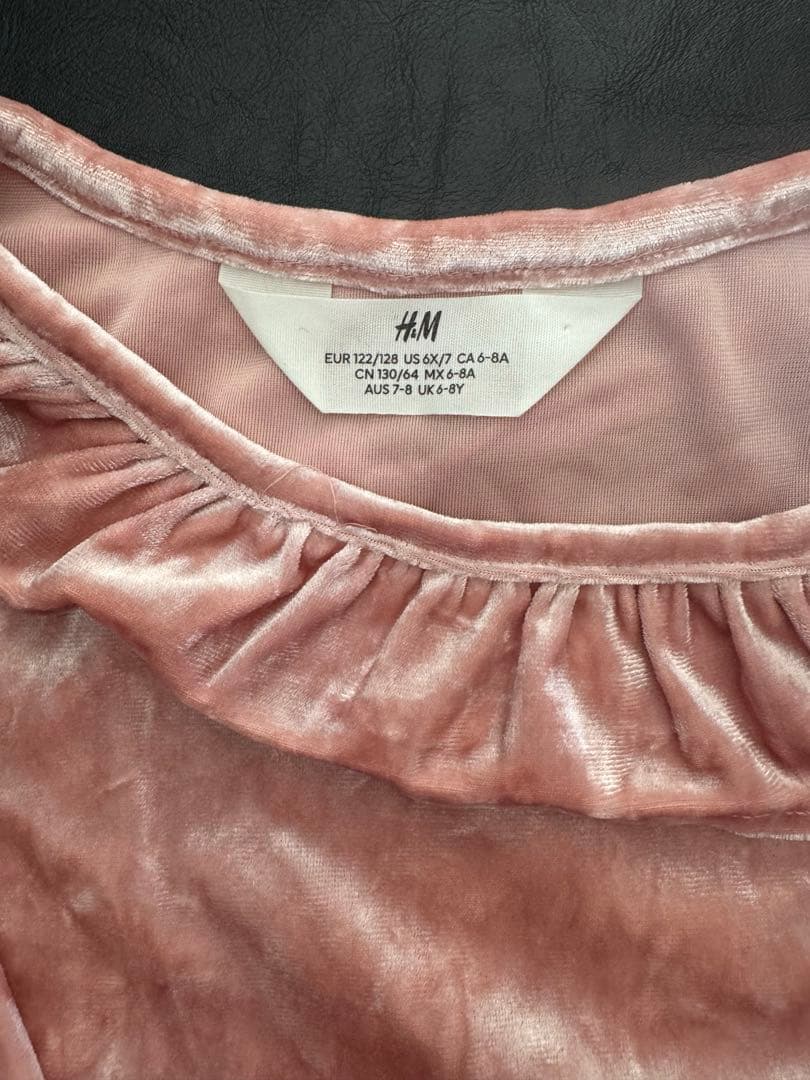 H&M
EUR 122/128 US 6X/7 CA 6-8A
CN 130/64 MX 6-8A
AUS 7-8 UK 6-8Y